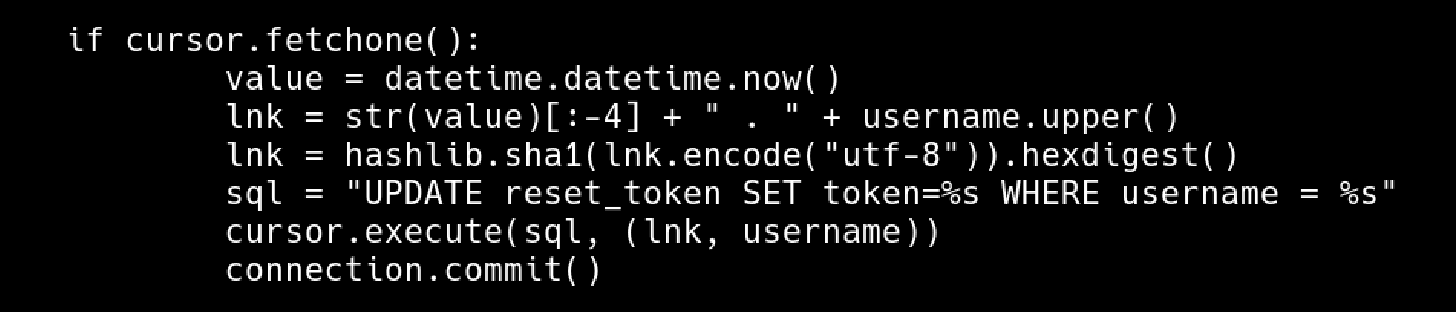 if cursor.fetchone():
value = datetime.datetime.now()
lnk = str(value)[:-4] + " . " + username.upper()
lnk = hashlib.sha1(lnk.encode("utf-8")).hexdigest()
sql = "UPDATE reset_token SET token=%s WHERE username = %s"
cursor.execute(sql, (lnk, username))
connection.commit()